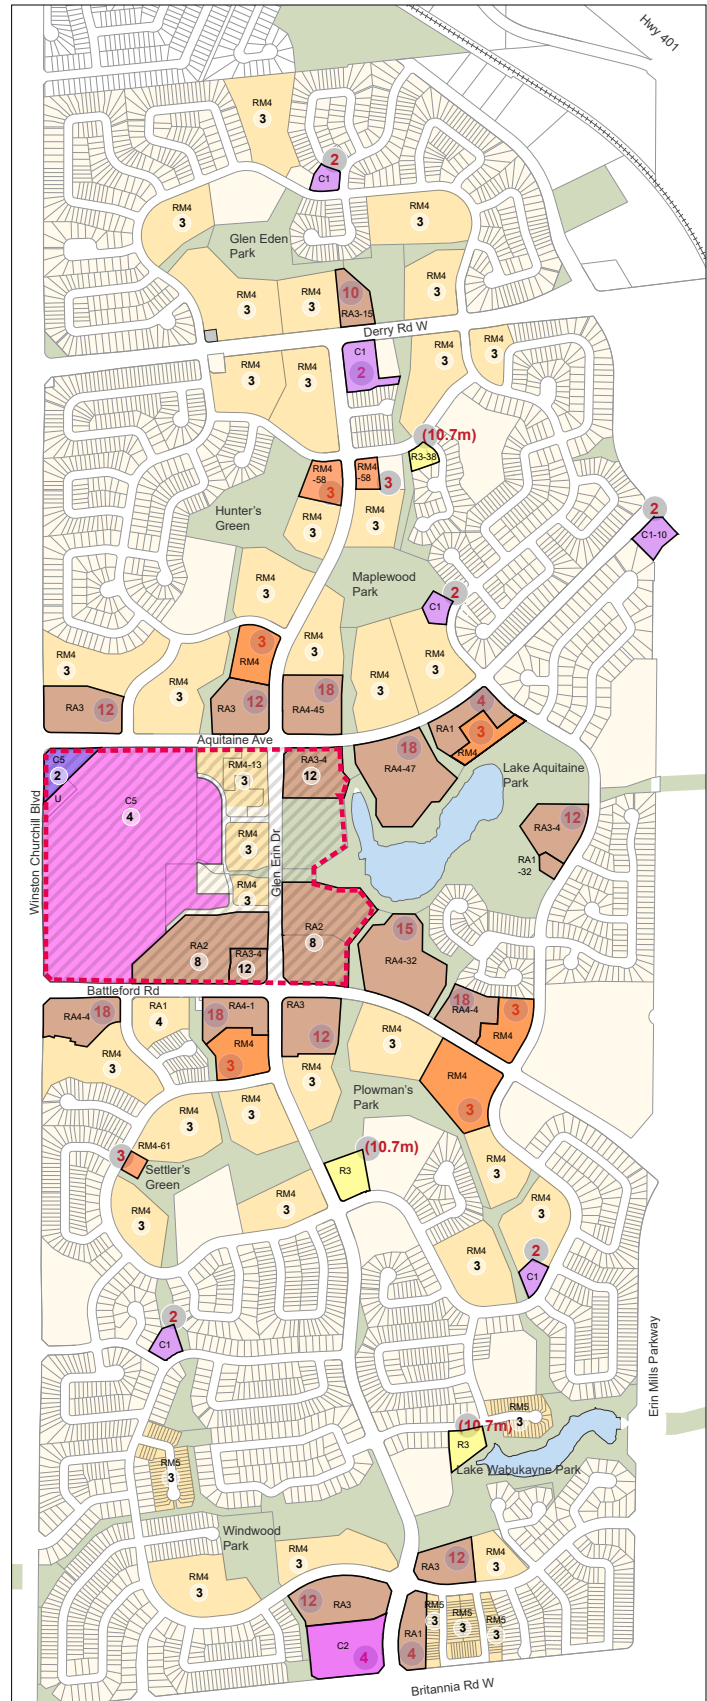 Hwy 401
RM4
3
2
C1
RM4
3
RM4
3
Glen Eden
Park
RM4
3
RM4
3
RM4
3
10
RA3-15
Derry Rd W
RM4
3
RM4
3
C1
2
RM4
3
RM4
3
(10.7m)
R3-38
RM4
-58
3
RM4
-58
3
Hunter's
Green
RM4
3
RM4
3
2
C1-10
RM4
3
Maplewood
Park
2
C1
RM4
3
3
RM4
RM4
3
RM4
3
RM4
3
RM4
3
RA3
12
RA3
12
18
RA4-45
4
RA1
3
RM4
Aquitaine Ave
C5
2
U
C5
4
RM4-13
3
RA3-4
12
18
RA4-47
Lake Aquitaine
Park
RM4
3
12
RA3-4
RA1
-32
Winston Churchill Blvd
Glen Erin Dr
RM4
3
RA2
8
RA3-4
12
RA2
8
15
RA4-32
Battleford Rd
RA4-4
18
RA1
4
RA4-1
18
RM4
3
RA3
12
RM4
3
18
RA4-4
3
RM4
RM4
3
RM4
3
RM4
3
Plowman's
Park
RM4
3
RM4
3
RM4
3
3
RM4-61
Settler's
Green
(10.7m)
R3
RM4
3
RM4
3
RM4
3
RM4
3
RM4
3
2
C1
2
C1
Erin Mills Parkway
RM5
3
(10.7m)
R3
Lake Wabukayne Park
RM5
3
Windwood
Park
RM4
3
RM4
3
12
RA3
RM4
3
12
RA3
C2
4
RA1
4
RM5
3
RM5
3
RM5
3
Britannia Rd W